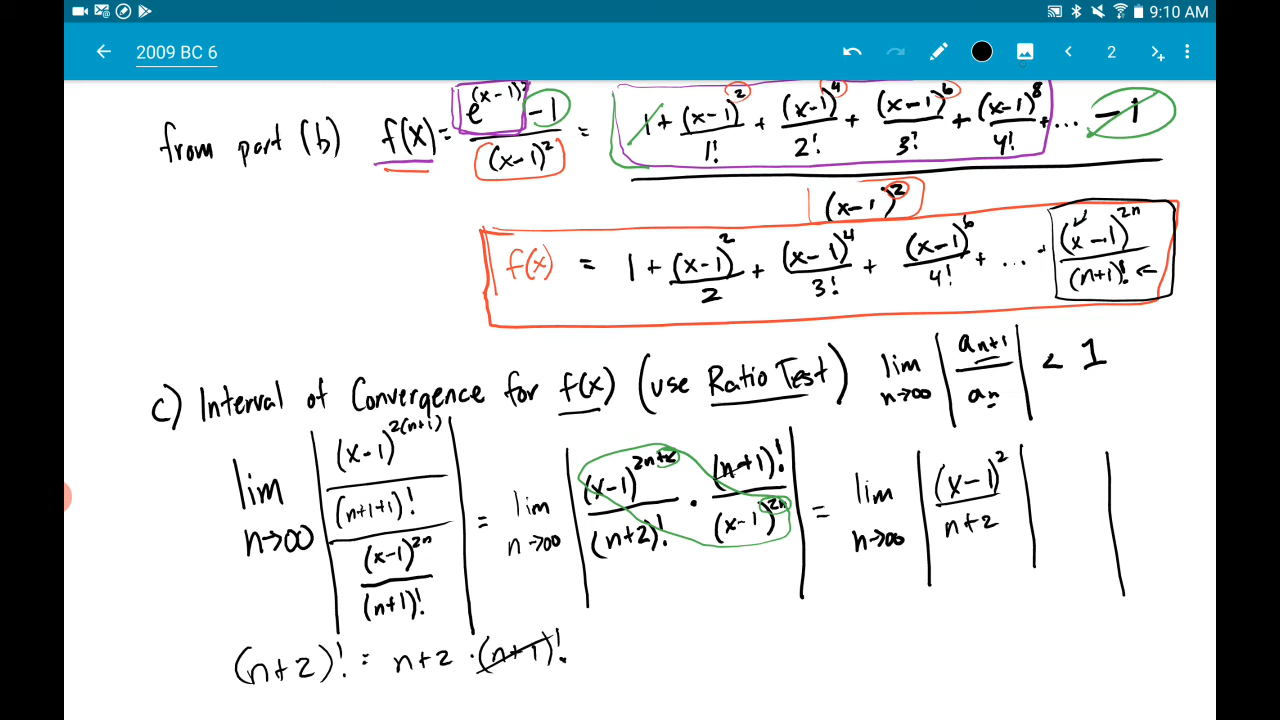 9:10 AM
2009 BC 6
2
from part (b) f(x) = (e^(x-1)^2 - 1)/(x-1)^2 = (1 + (x-1)^2/1! + (x-1)^4/2! + (x-1)^6/3! + (x-1)^8/4! + ... - 1)/(x-1)^2
f(x) = 1 + (x-1)^2/2 + (x-1)^4/3! + (x-1)^6/4! + ... + (x-1)^2n/(n+1)! ←
c) Interval of Convergence for f(x) (use Ratio Test) lim n→∞ |a_n+1/a_n| < 1
lim n→∞ |((x-1)^2(n+1)/(n+1+1)!)/((x-1)^2n/(n+1)!)| = lim n→∞ |(x-1)^2n+2/(n+2)! · (n+1)!/(x-1)^2n| = lim n→∞ |(x-1)^2/n+2| |
(n+2)! = n+2 · (n+1)!